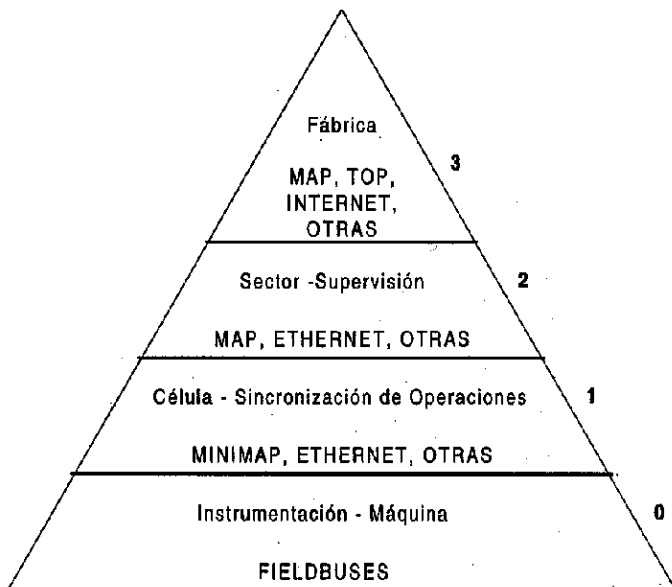 Fábrica
3
MAP, TOP,
INTERNET,
OTRAS
Sector -Supervisión
2
MAP, ETHERNET, OTRAS
Célula - Sincronización de Operaciones
1
MINIMAP, ETHERNET, OTRAS
Instrumentación - Máquina
0
FIELDBUSES